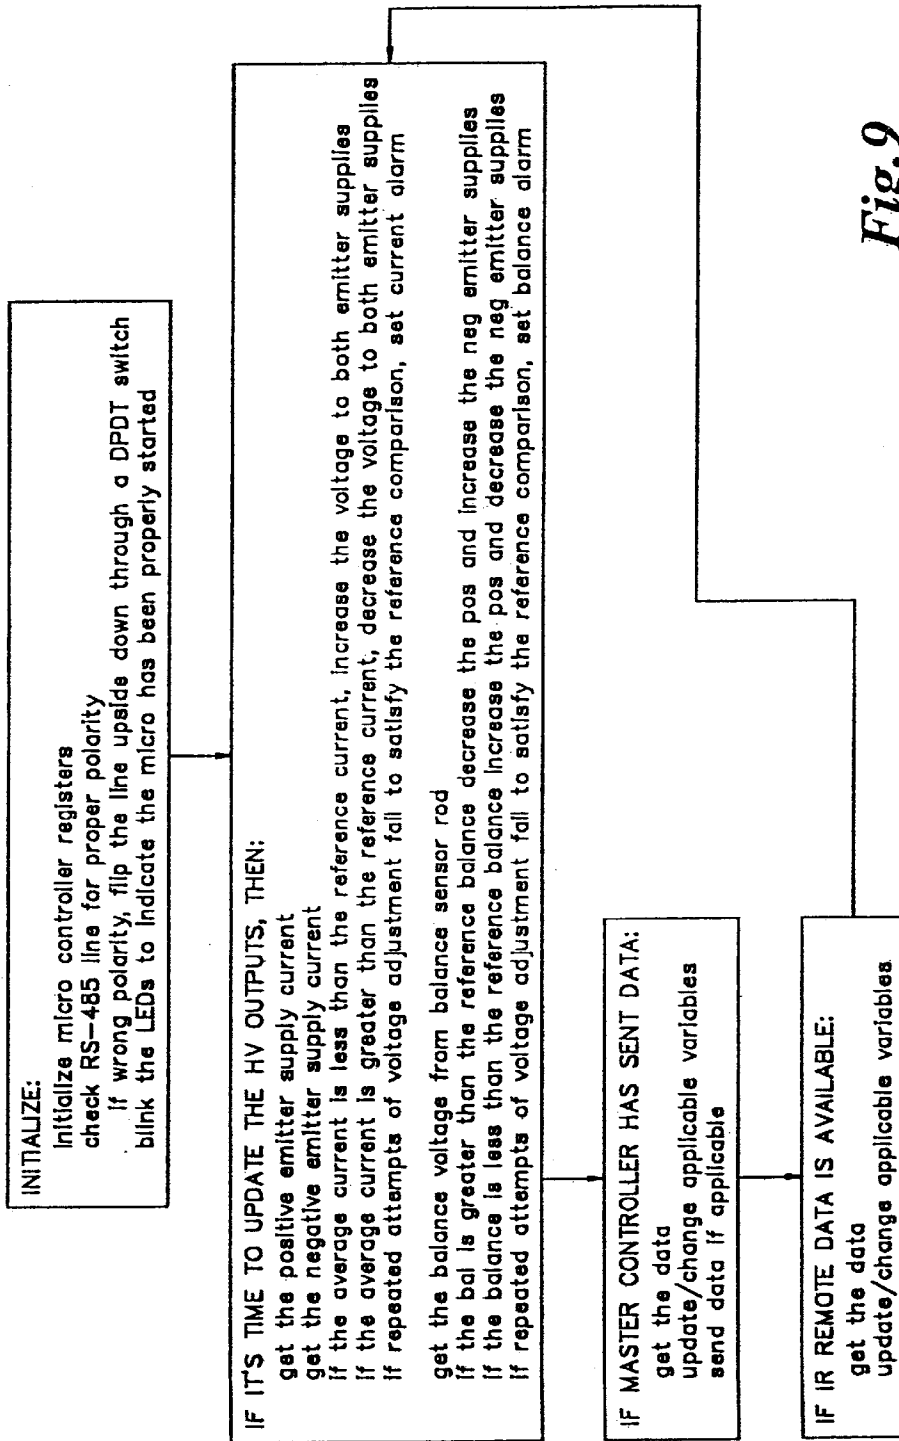 INITIALIZE:
Initialize micro controller registers
check RS-485 line for proper polarity
If wrong polarity, flip the line upside down through a DPDT switch
blink the LEDs to indicate the micro has been properly started
IF IT'S TIME TO UPDATE THE HV OUTPUTS, THEN:
get the positive emitter supply current
get the negative emitter supply current
If the average current is less than the reference current, increase the voltage to both emitter supplies
If the average current is greater than the reference current, decrease the voltage to both emitter supplies
If repeated attempts of voltage adjustment fail to satisfy the reference comparison, set current alarm
get the balance voltage from balance sensor rod
If the bal is greater than the reference balance decrease the pos and increase the neg emitter supplies
If the balance is less than the reference balance increase the pos and decrease the neg emitter supplies
If repeated attempts of voltage adjustment fail to satisfy the reference comparison, set balance alarm
IF MASTER CONTROLLER HAS SENT DATA:
get the data
update/change applicable variables
send data if applicable
IF IR REMOTE DATA IS AVAILABLE:
get the data
update/change applicable variables
Fig.9